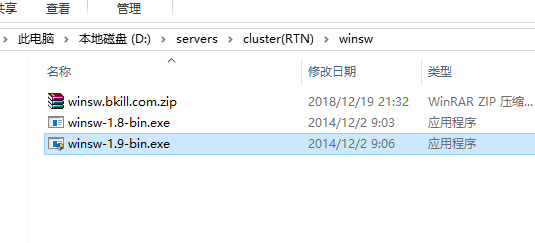 共享 查看 管理
此电脑 > 本地磁盘 (D:) > servers > cluster(RTN) > winsw
名称 修改日期 类型
winsw.bkill.com.zip 2018/12/19 21:32 WinRAR ZIP 压缩...
winsw-1.8-bin.exe 2014/12/2 9:03 应用程序
winsw-1.9-bin.exe 2014/12/2 9:06 应用程序